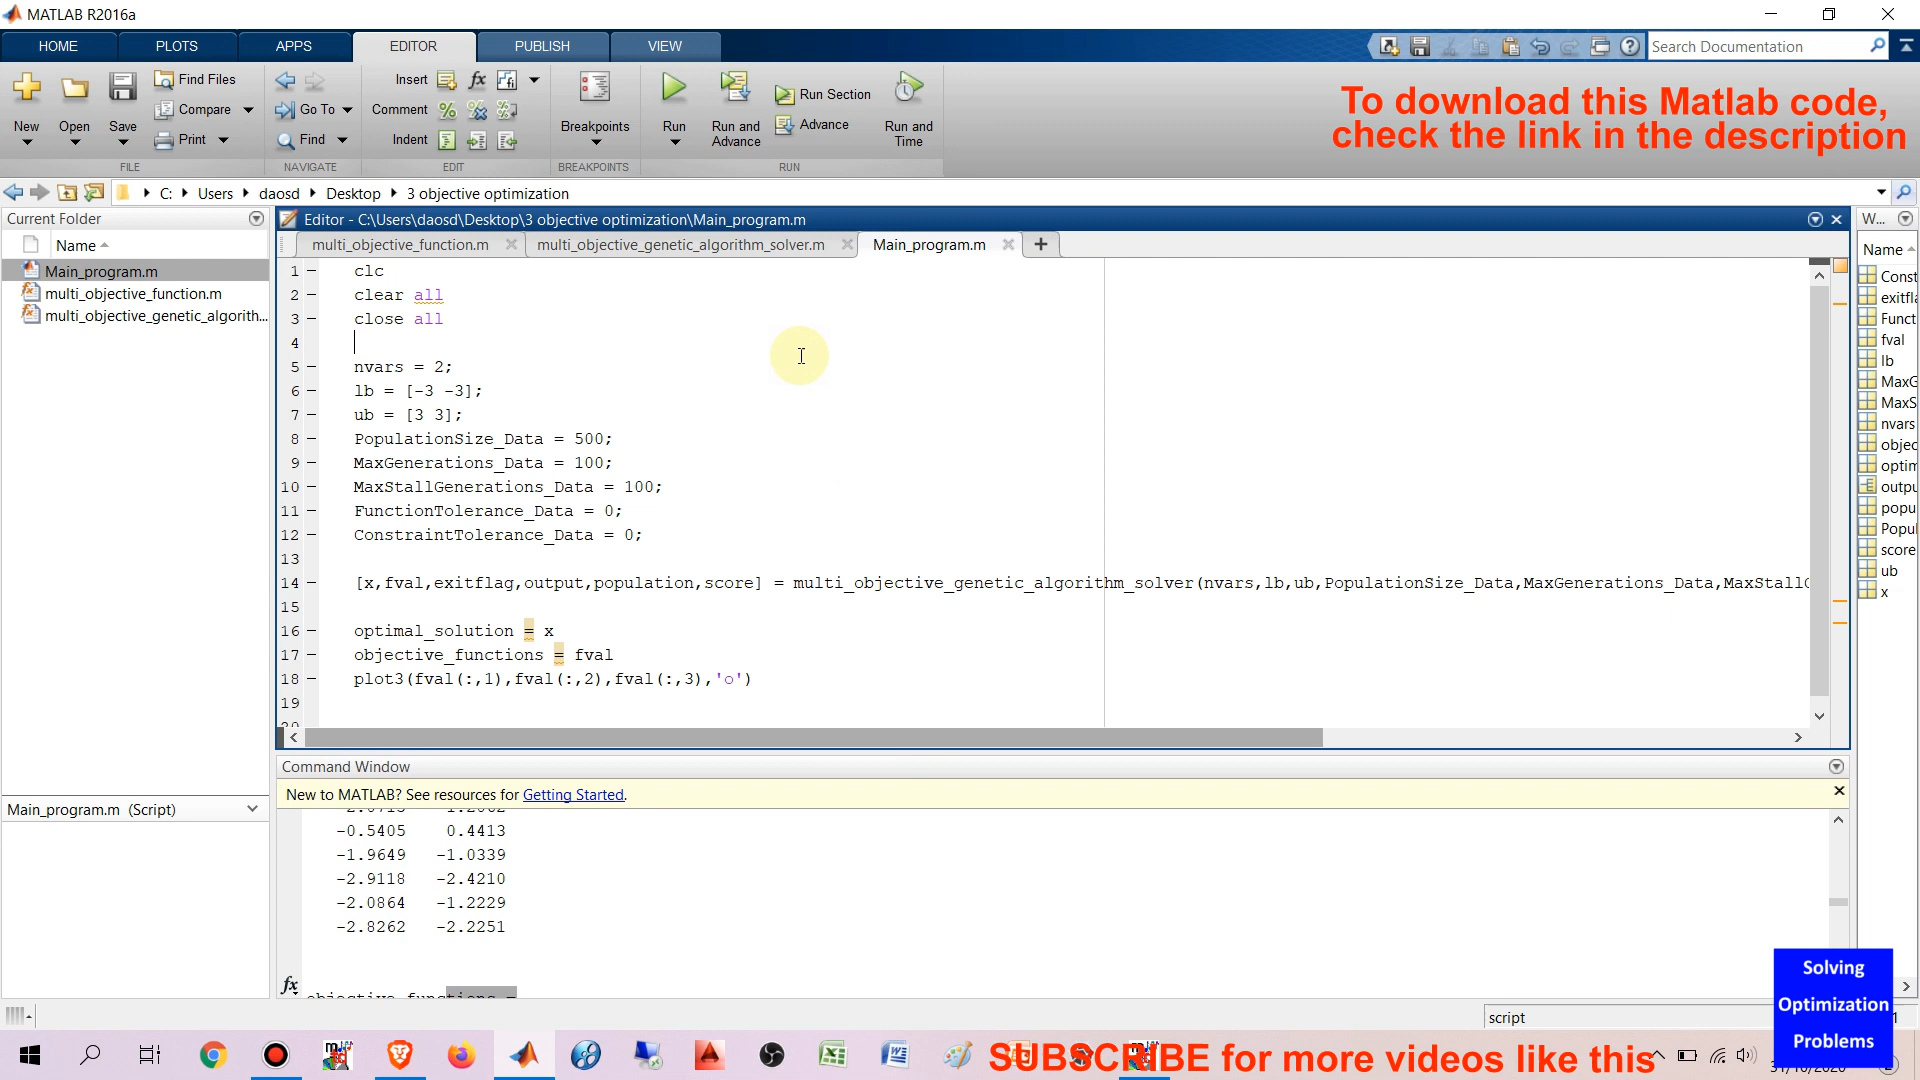 MATLAB R2016a
HOME
PLOTS
APPS
EDITOR
PUBLISH
VIEW
Search Documentation
New
Open
Save
Find Files
Compare
Print
FILE
Go To
Find
NAVIGATE
Insert
fx
Comment
Indent
EDIT
Breakpoints
BREAKPOINTS
Run
Run and
Advance
Run Section
Advance
Run and
Time
RUN
To download this Matlab code,
check the link in the description
C: Users daosd Desktop 3 objective optimization
Current Folder
Name
Main_program.m
multi_objective_function.m
multi_objective_genetic_algorith...
Main_program.m (Script)
Editor - C:\Users\daosd\Desktop\3 objective optimization\Main_program.m
multi_objective_function.m
multi_objective_genetic_algorithm_solver.m
Main_program.m
1 clc
2 clear all
3 close all
4
5 nvars = 2;
6 lb = [-3 -3];
7 ub = [3 3];
8 PopulationSize_Data = 500;
9 MaxGenerations_Data = 100;
10 MaxStallGenerations_Data = 100;
11 FunctionTolerance_Data = 0;
12 ConstraintTolerance_Data = 0;
13
14 [x,fval,exitflag,output,population,score] = multi_objective_genetic_algorithm_solver(nvars,lb,ub,PopulationSize_Data,MaxGenerations_Data,MaxStall
15
16 optimal_solution = x
17 objective_functions = fval
18 plot3(fval(:,1),fval(:,2),fval(:,3),'o')
19
20
Command Window
New to MATLAB? See resources for Getting Started.
-0.5405 0.4413
-1.9649 -1.0339
-2.9118 -2.4210
-2.0864 -1.2229
-2.8262 -2.2251
fx
objective_functions =
W...
Name
Const
exitfla
Funct
fval
lb
MaxG
MaxS
nvars
objec
optim
outpu
popu
Popul
score
ub
x
script
Solving
Optimization
Problems
SUBSCRIBE for more videos like this